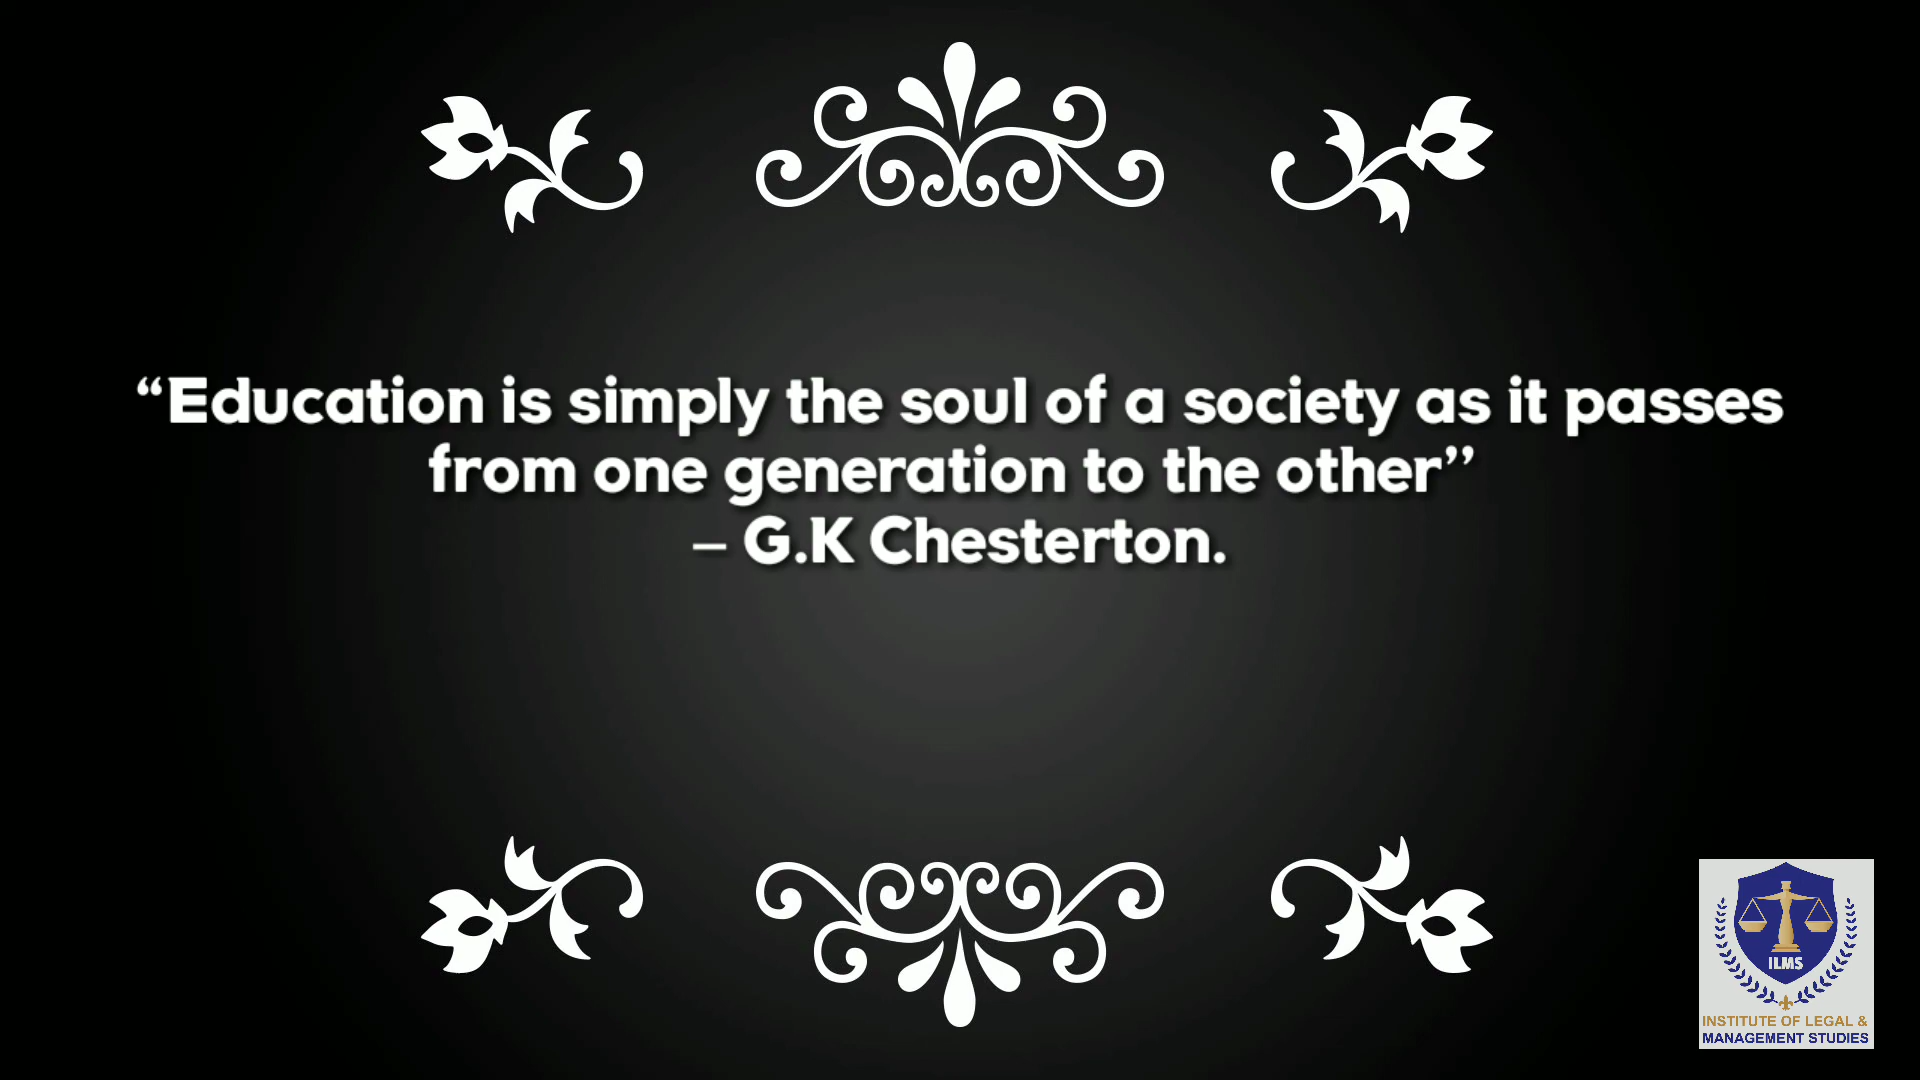 “Education is simply the soul of a society as it passes
from one generation to the other’’
– G.K Chesterton.
ILMS
INSTITUTE OF LEGAL &
MANAGEMENT STUDIES